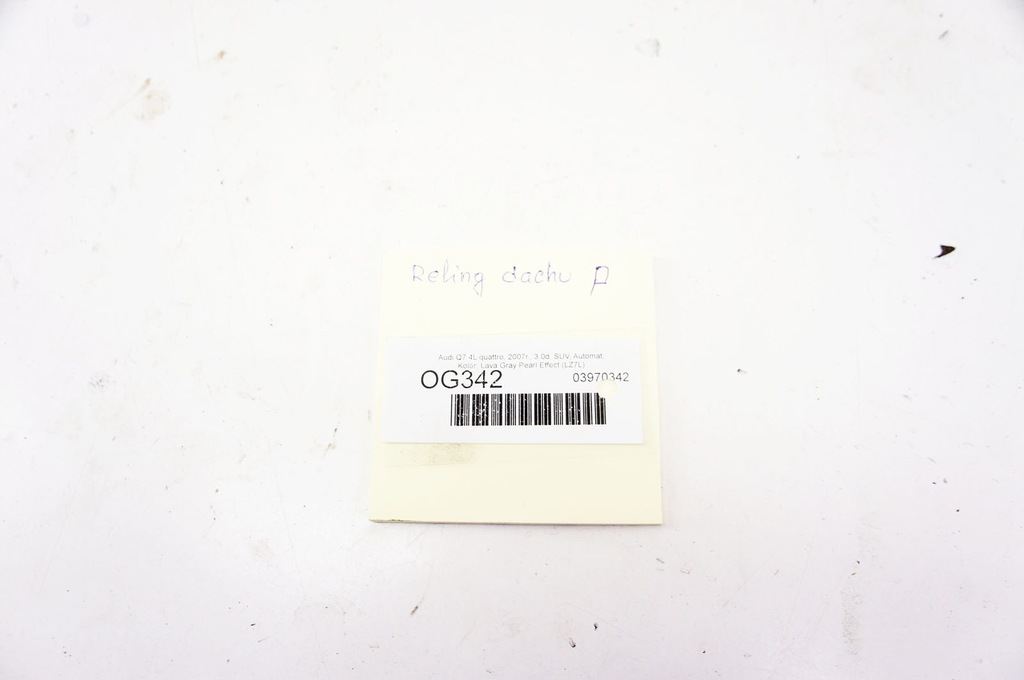 Reling dachu P
Audi Q7 4L quattro, 2007r., 3.0d, SUV, Automat,
Kolor: Lava Gray Pearl Effect (LZ7L)
OG342 03970342